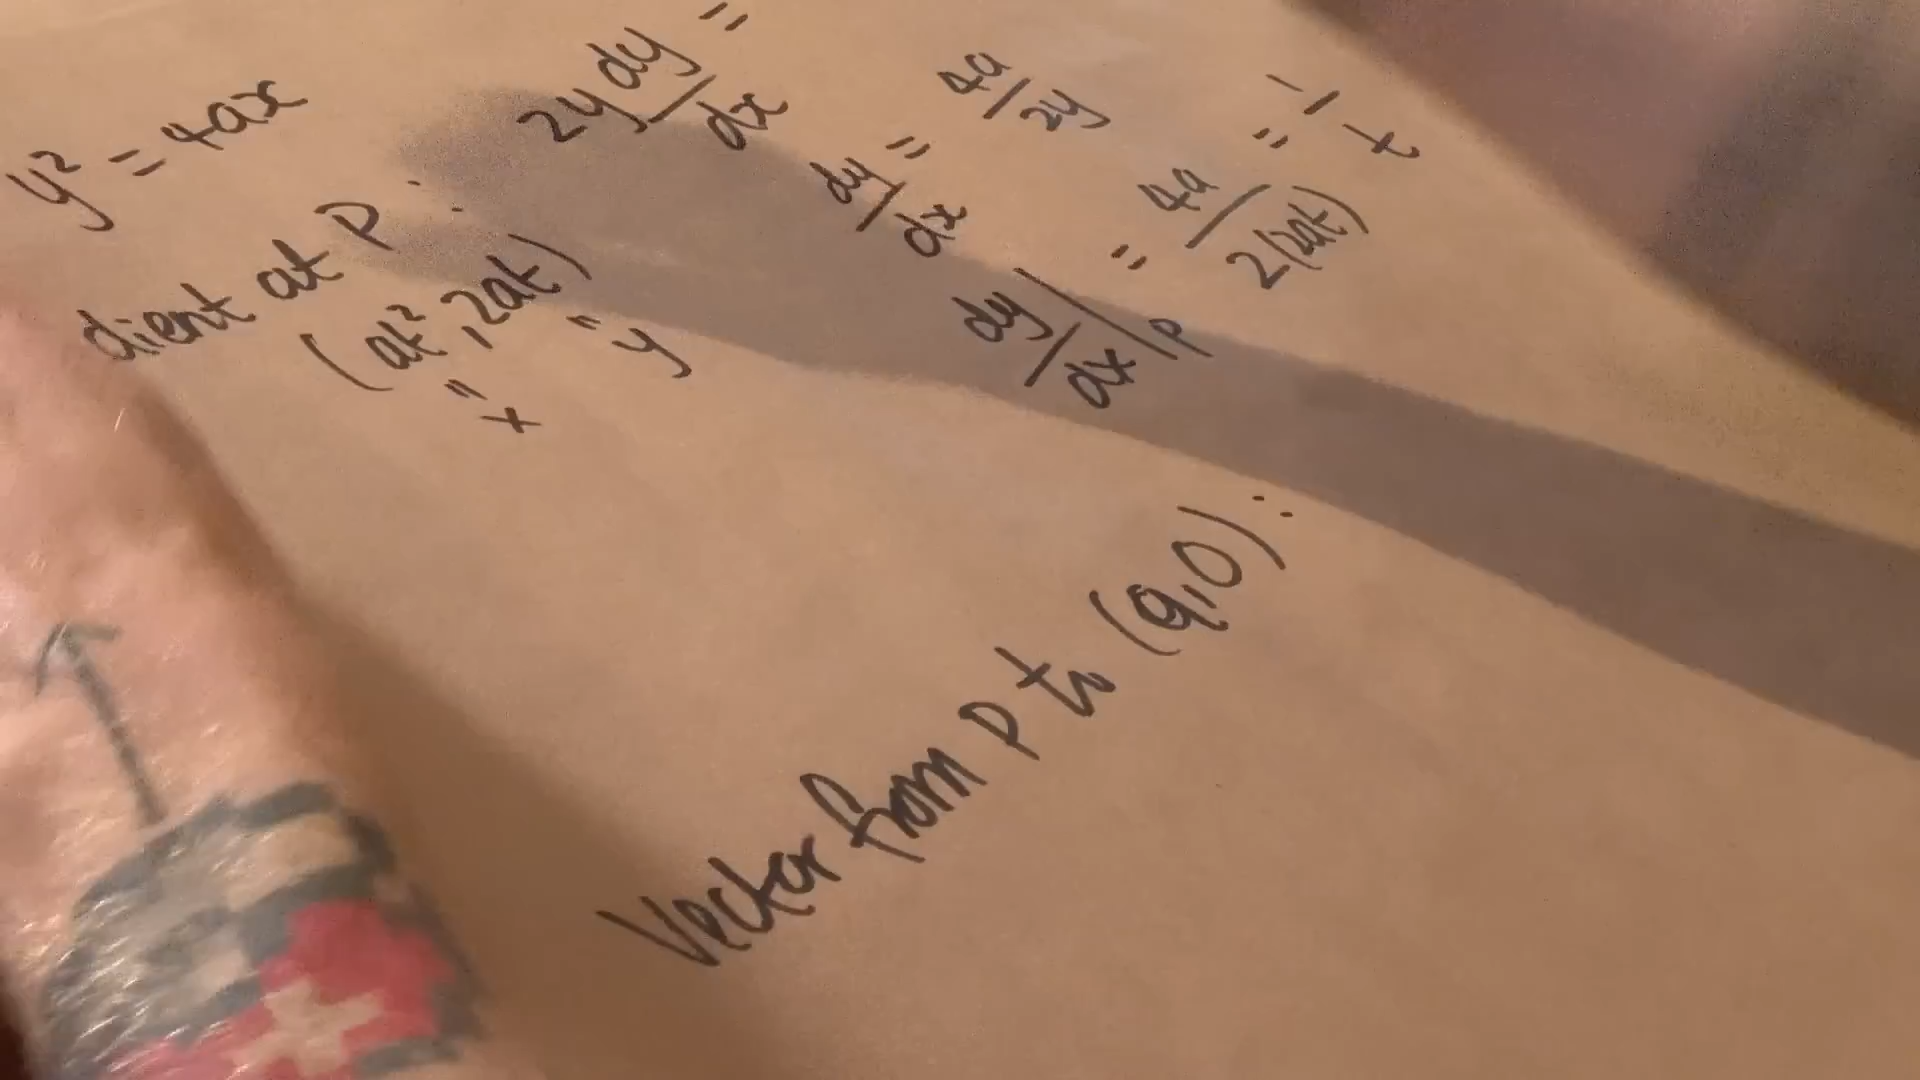 y² = 4ax
dient at P:
(at², 2at)
" "
x y
2y dy/dx =
dy/dx = 4a/2y
dy/dx|P = 4a/2(2at) = 1/t
Vector from P to (a,0):